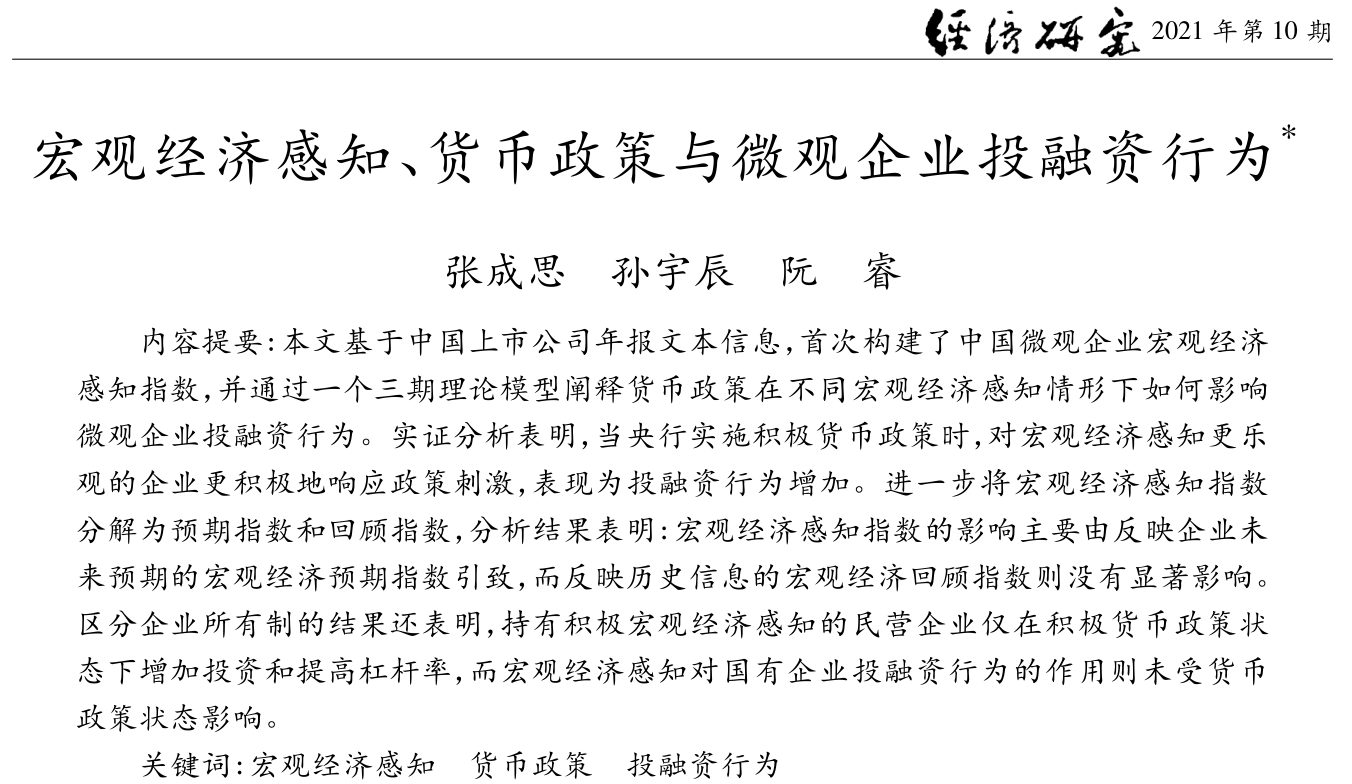 經济研究 2021 年第 10 期
宏观经济感知、货币政策与微观企业投融资行为*
张成思 孙宇辰 阮 睿
内容提要:本文基于中国上市公司年报文本信息,首次构建了中国微观企业宏观经济
感知指数,并通过一个三期理论模型阐释货币政策在不同宏观经济感知情形下如何影响
微观企业投融资行为。实证分析表明,当央行实施积极货币政策时,对宏观经济感知更乐
观的企业更积极地响应政策刺激,表现为投融资行为增加。进一步将宏观经济感知指数
分解为预期指数和回顾指数,分析结果表明:宏观经济感知指数的影响主要由反映企业未
来预期的宏观经济预期指数引致,而反映历史信息的宏观经济回顾指数则没有显著影响。
区分企业所有制的结果还表明,持有积极宏观经济感知的民营企业仅在积极货币政策状
态下增加投资和提高杠杆率,而宏观经济感知对国有企业投融资行为的作用则未受货币
政策状态影响。
关键词:宏观经济感知 货币政策 投融资行为